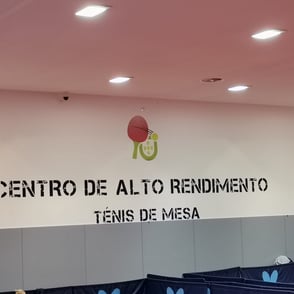 CENTRO DE ALTO RENDIMENTO
TÉNIS DE MESA